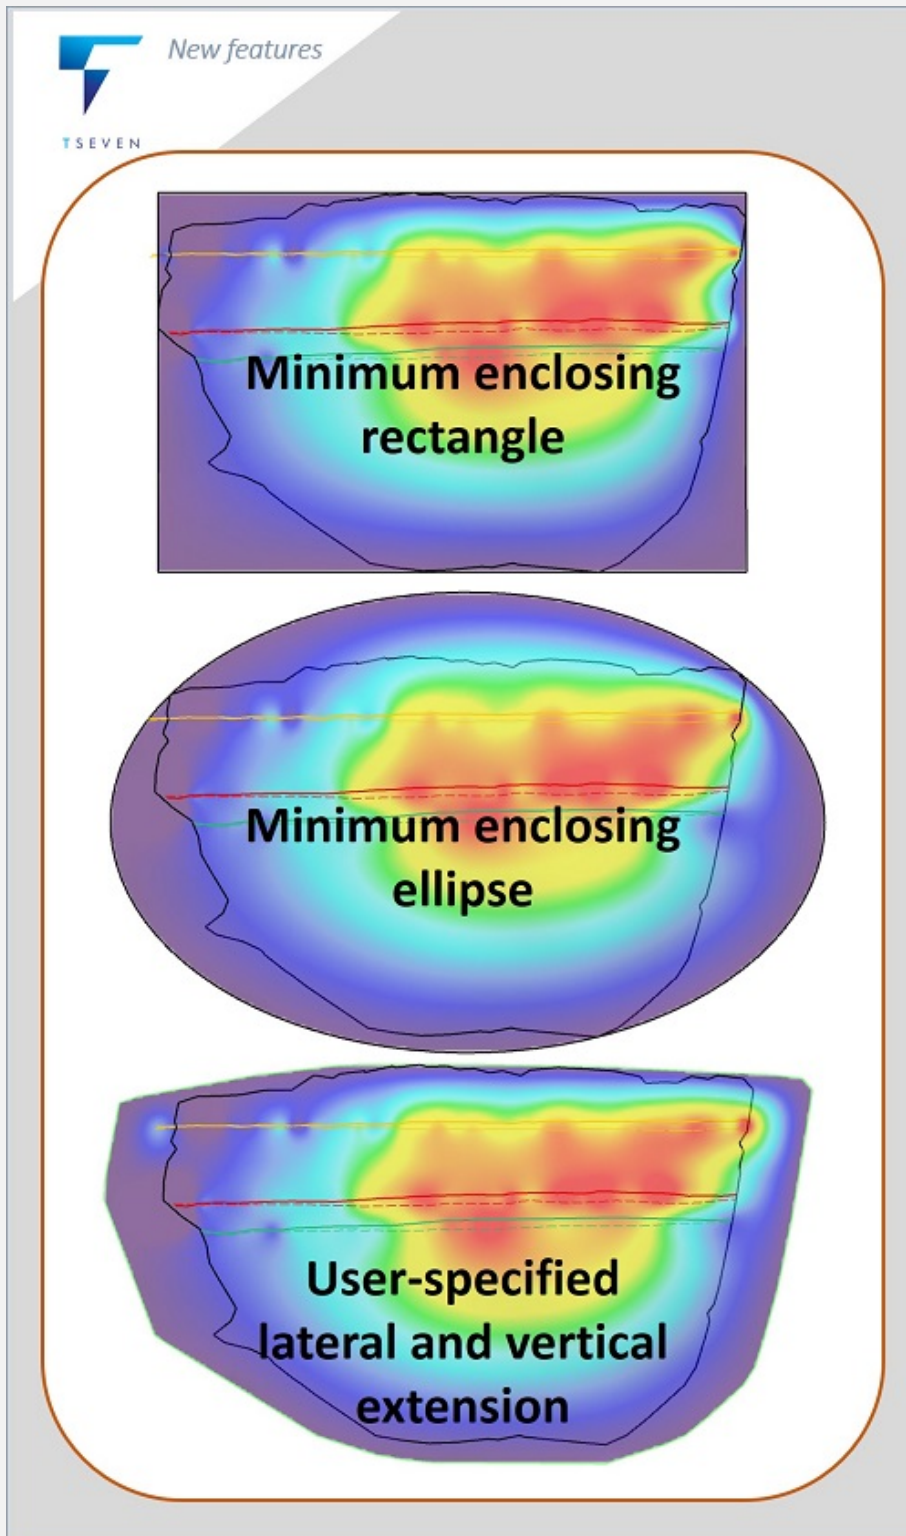 New features
TSEVEN
Minimum enclosing
rectangle
Minimum enclosing
ellipse
User-specified
lateral and vertical
extension